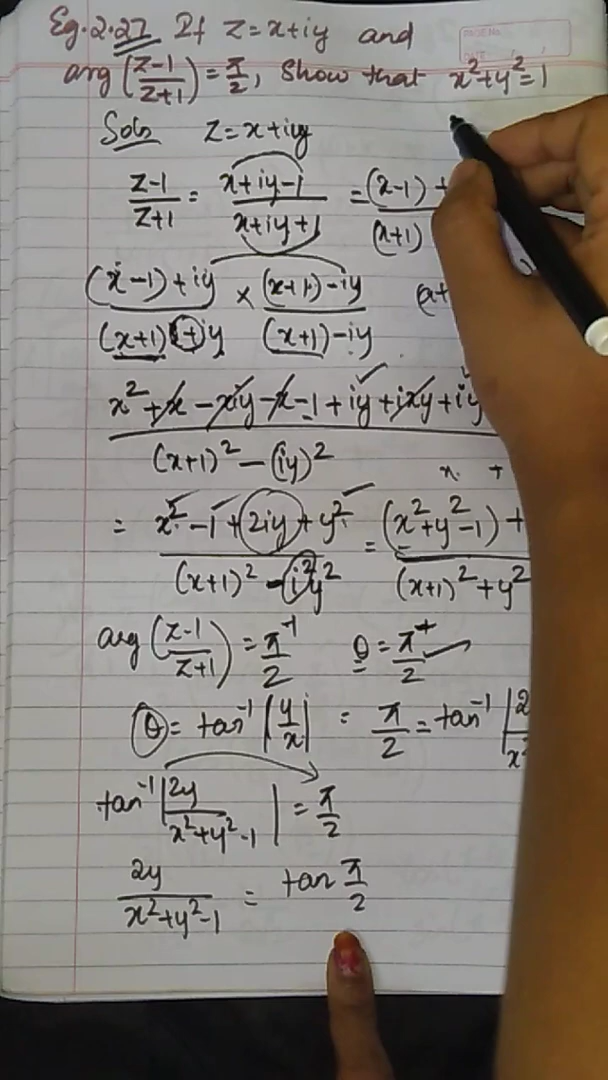 Eg.2.27 If z=x+iy and
arg(z-1/z+1)=π/2, Show that x²+y²=1
Soln z=x+iy
z-1/z+1 = x+iy-1/x+iy+1 = (x-1)+/(x+1)
(x-1)+iy/(x+1)+iy × (x+1)-iy/(x+1)-iy (a+
x²+x-xiy-x-1+iy+ixy+iy/(x+1)²-(iy)²
x +
= x²-1+2iy+y²/(x+1)²-i²y² = (x²+y²-1)+/(x+1)²+y²
arg(z-1/z+1)=π/2 θ=π/2
θ=tan⁻¹|y/x| = π/2=tan⁻¹|2/x²
tan⁻¹|2y/x²+y²-1|=π/2
2y/x²+y²-1 = tan π/2